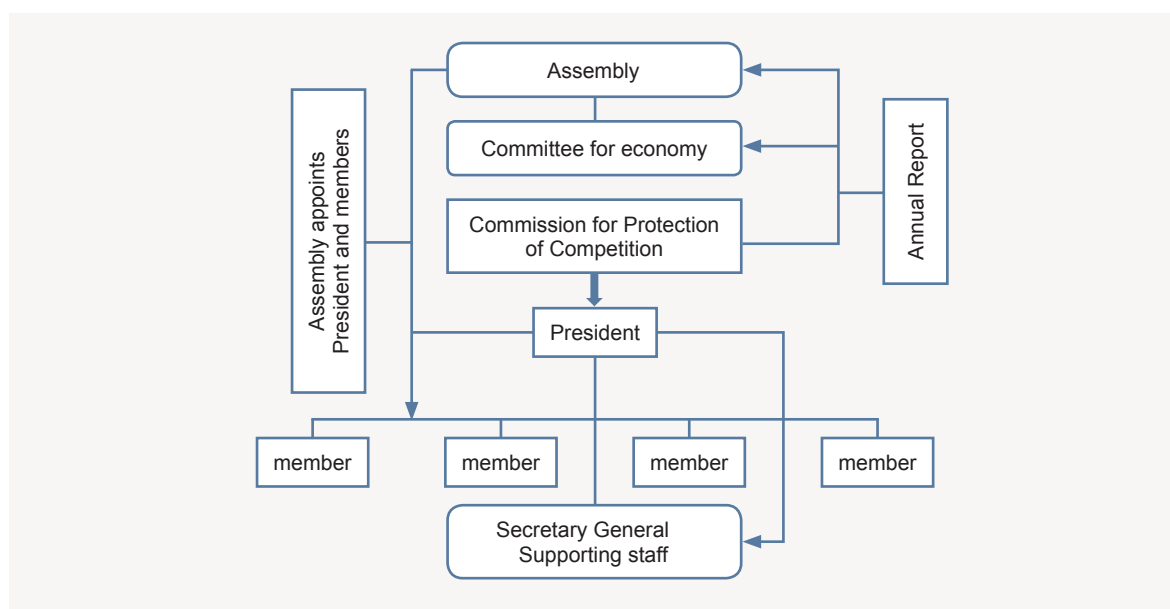 Assembly
Committee for economy
Assembly appoints
President and members
Annual Report
Commission for Protection
of Competition
President
member
member
member
member
Secretary General
Supporting staff